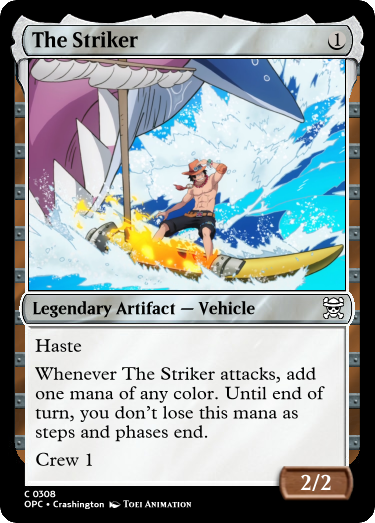 The Striker 1
Legendary Artifact — Vehicle
Haste
Whenever The Striker attacks, add
one mana of any color. Until end of
turn, you don't lose this mana as
steps and phases end.
Crew 1
2/2
C 0308
OPC • Crashington TOEI ANIMATION